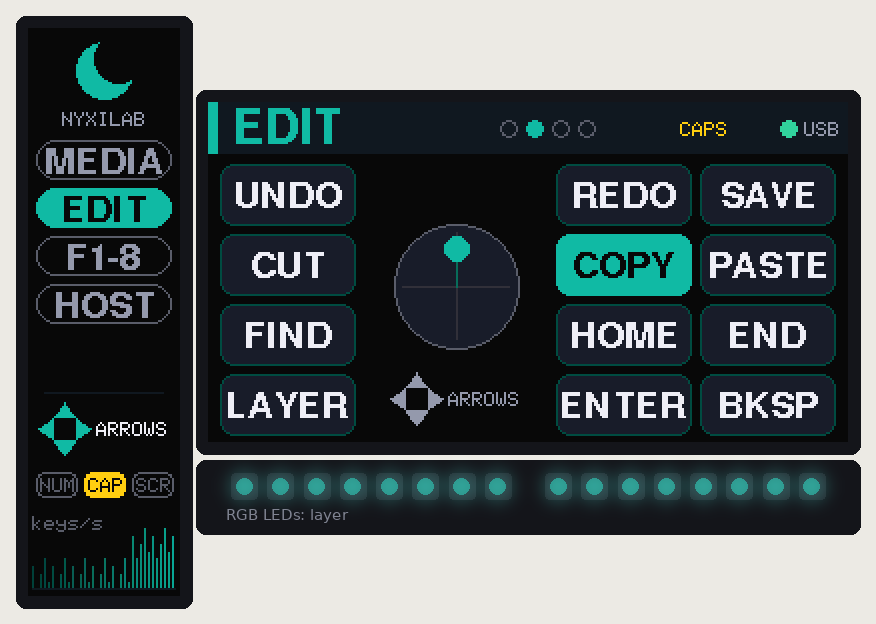 NYXILAB
MEDIA
EDIT
F1-8
HOST
ARROWS
NUM CAP SCR
keys/s
EDIT CAPS USB
UNDO REDO SAVE
CUT COPY PASTE
FIND HOME END
LAYER ARROWS ENTER BKSP
RGB LEDs: layer